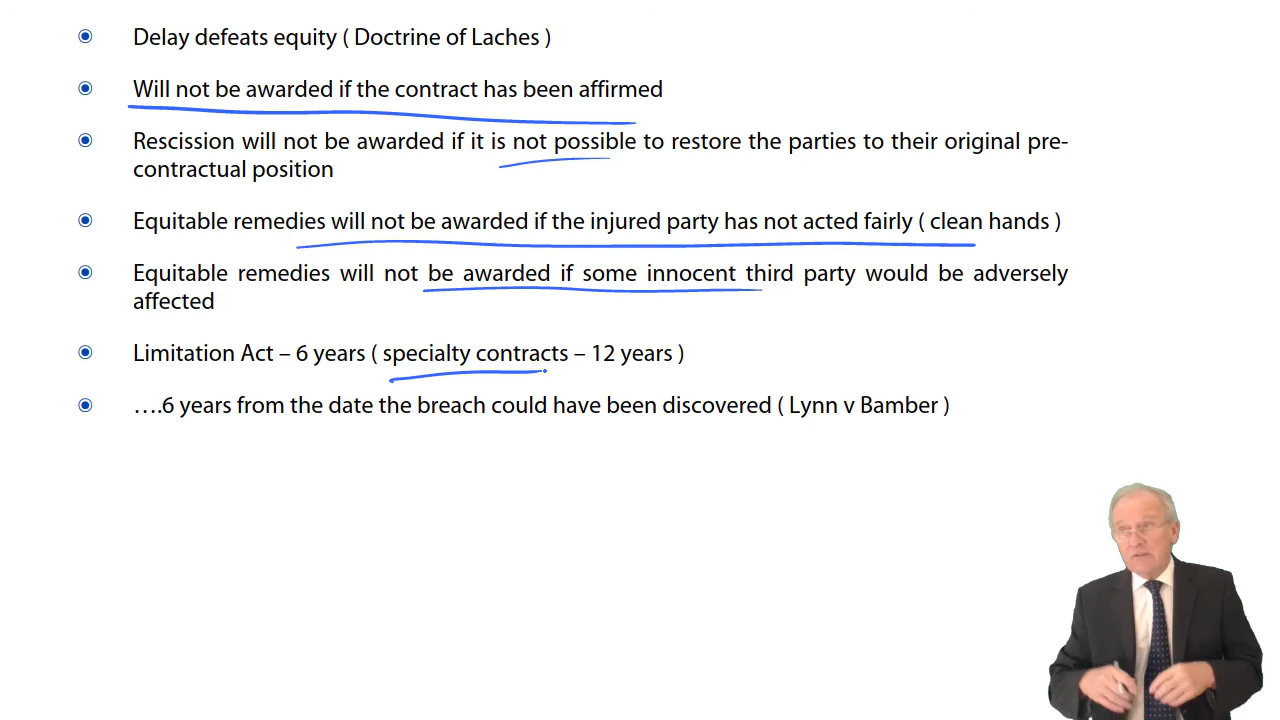 Delay defeats equity ( Doctrine of Laches )
Will not be awarded if the contract has been affirmed
Rescission will not be awarded if it is not possible to restore the parties to their original pre-
contractual position
Equitable remedies will not be awarded if the injured party has not acted fairly ( clean hands )
Equitable remedies will not be awarded if some innocent third party would be adversely
affected
Limitation Act – 6 years ( specialty contracts – 12 years )
….6 years from the date the breach could have been discovered ( Lynn v Bamber )